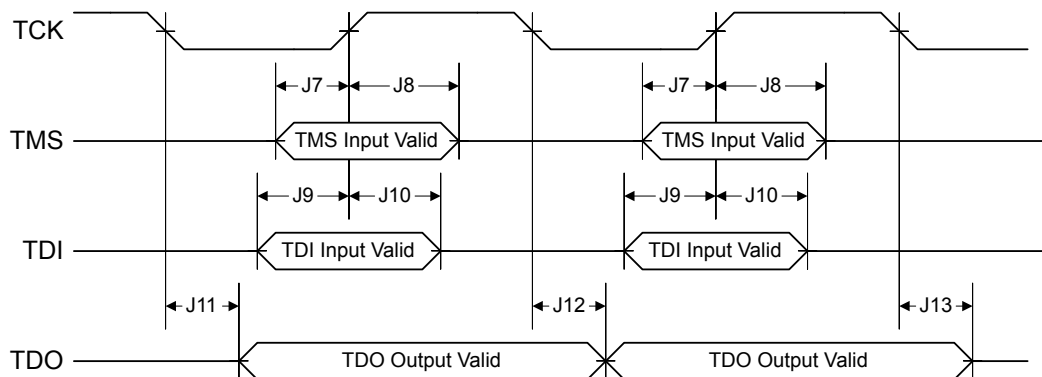 TCK
J7 J8 J7 J8
TMS TMS Input Valid TMS Input Valid
J9 J10 J9 J10
TDI TDI Input Valid TDI Input Valid
J11 J12 J13
TDO TDO Output Valid TDO Output Valid